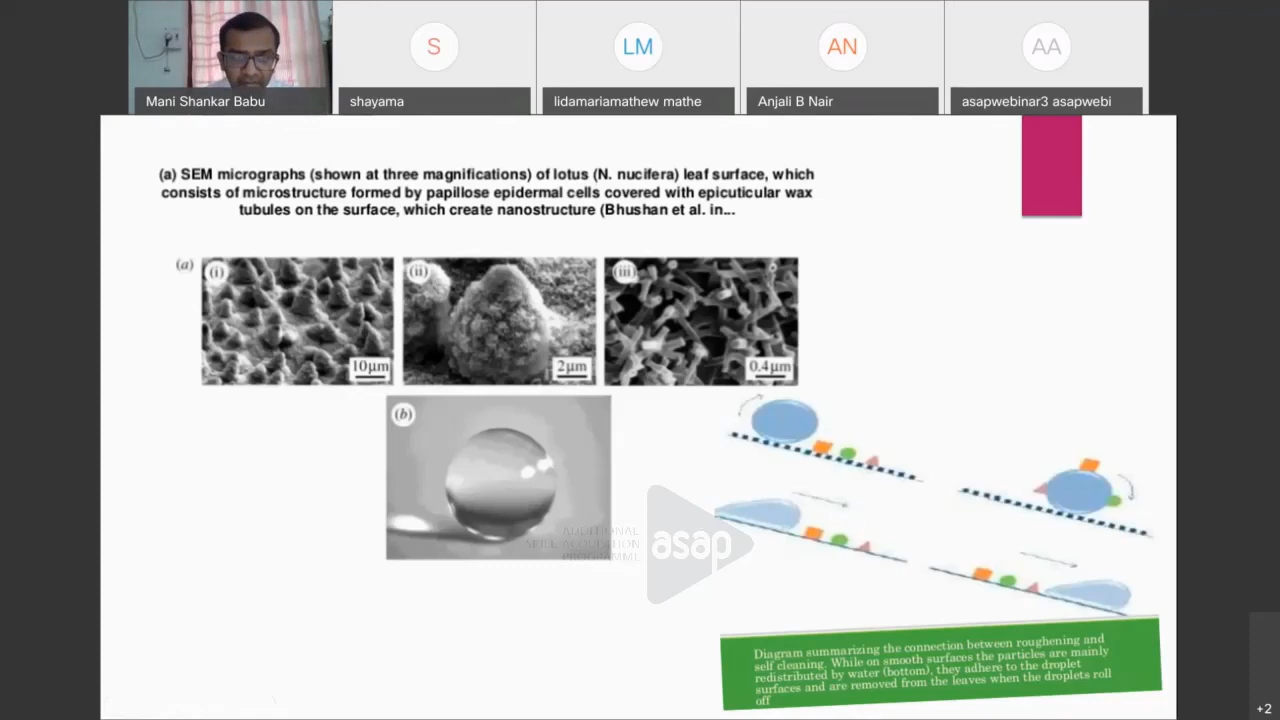 S
LM
AN
AA
Mani Shankar Babu
shayama
lidamariamathew mathe
Anjali B Nair
asapwebinar3 asapwebi
(a) SEM micrographs (shown at three magnifications) of lotus (N. nucifera) leaf surface, which
consists of microstructure formed by papillose epidermal cells covered with epicuticular wax
tubules on the surface, which create nanostructure (Bhushan et al. in...
(a)
(i)
(ii)
(iii)
10μm
2μm
0.4μm
(b)
ADDITIONAL
SKILL ACQUISITION
PROGRAMME
asap
Diagram summarizing the connection between roughening and
self cleaning. While on smooth surfaces the particles are mainly
redistributed by water (bottom), they adhere to the droplet
surfaces and are removed from the leaves when the droplets roll
off
+2